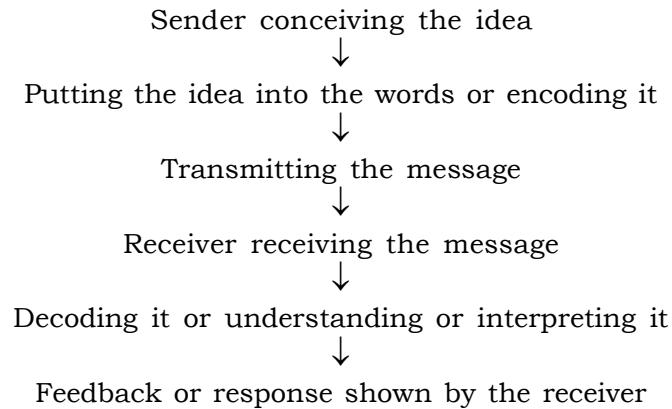 Sender conceiving the idea
↓
Putting the idea into the words or encoding it
↓
Transmitting the message
↓
Receiver receiving the message
↓
Decoding it or understanding or interpreting it
↓
Feedback or response shown by the receiver